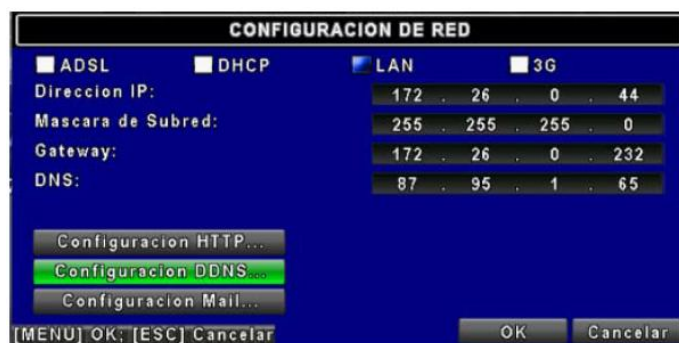 CONFIGURACION DE RED
ADSL DHCP LAN 3G
Direccion IP: 172 . 26 . 0 . 44
Mascara de Subred: 255 . 255 . 255 . 0
Gateway: 172 . 26 . 0 . 232
DNS: 87 . 95 . 1 . 65
Configuracion HTTP...
Configuracion DDNS...
Configuracion Mail...
[MENU] OK; [ESC] Cancelar OK Cancelar